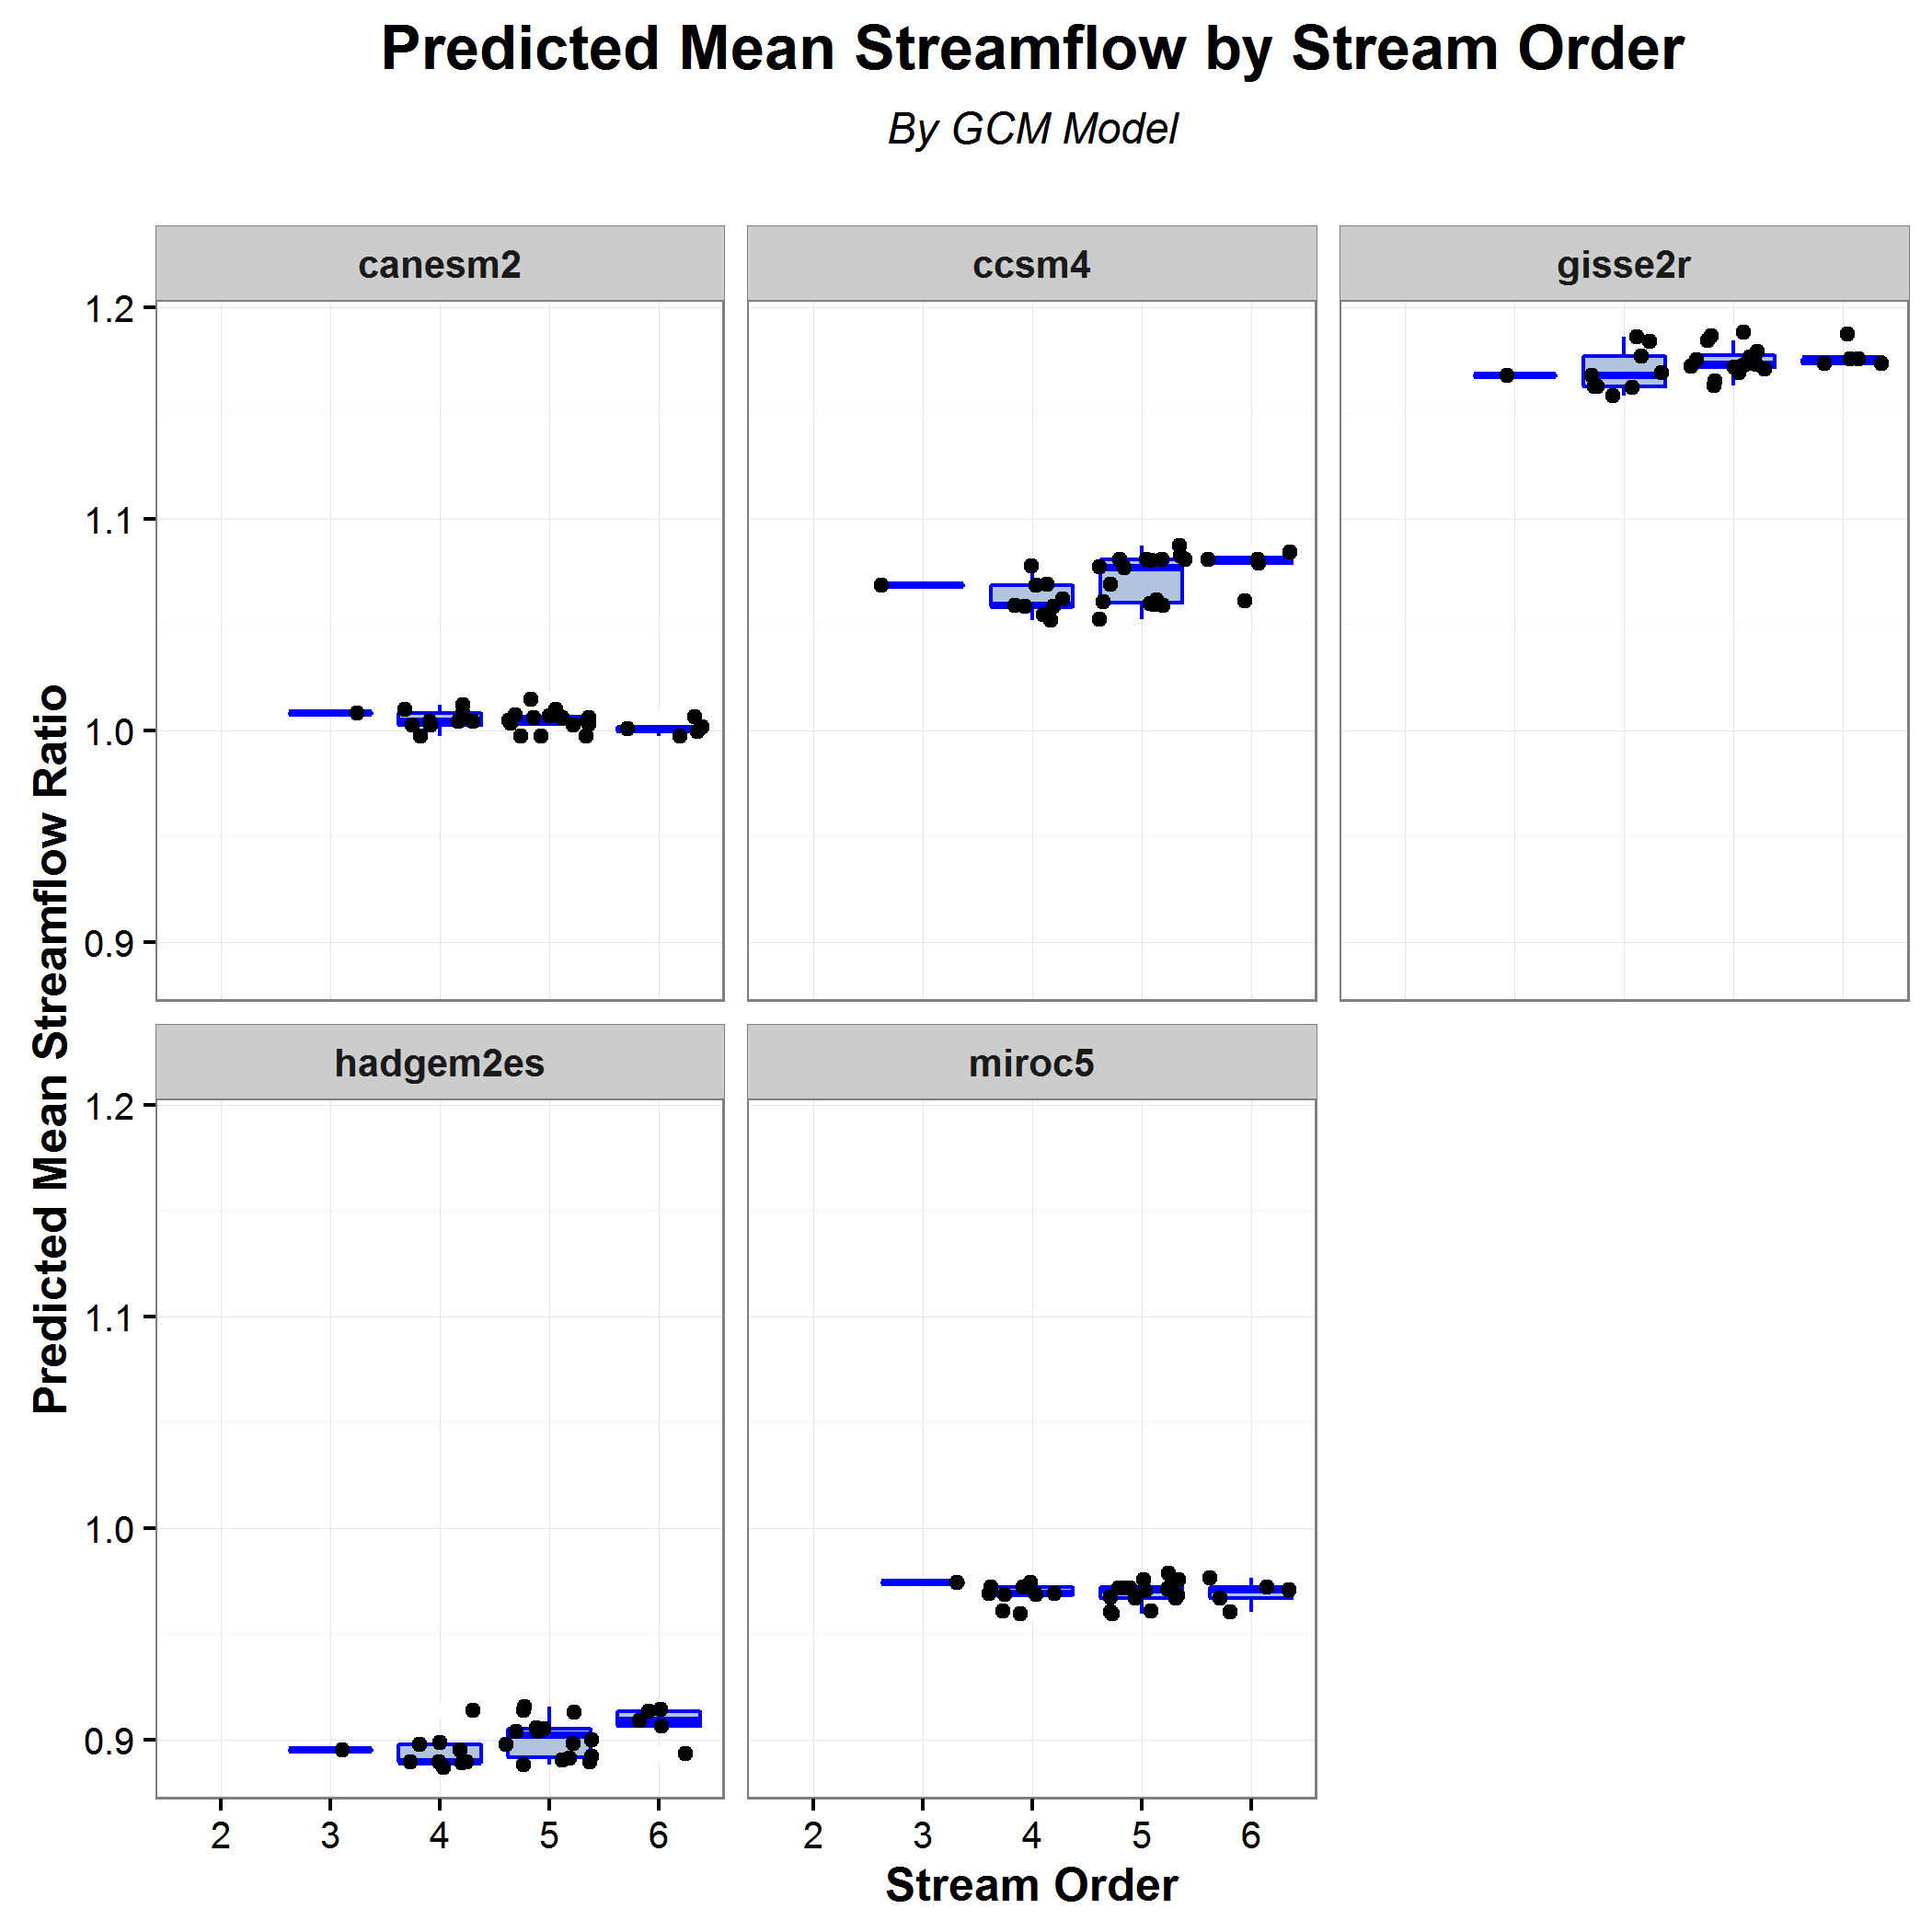 Predicted Mean Streamflow by Stream Order
By GCM Model
canesm2
ccsm4
gisse2r
1.2
1.1
1.0
0.9
Predicted Mean Streamflow Ratio
hadgem2es
miroc5
1.2
1.1
1.0
0.9
2 3 4 5 6
2 3 4 5 6
Stream Order